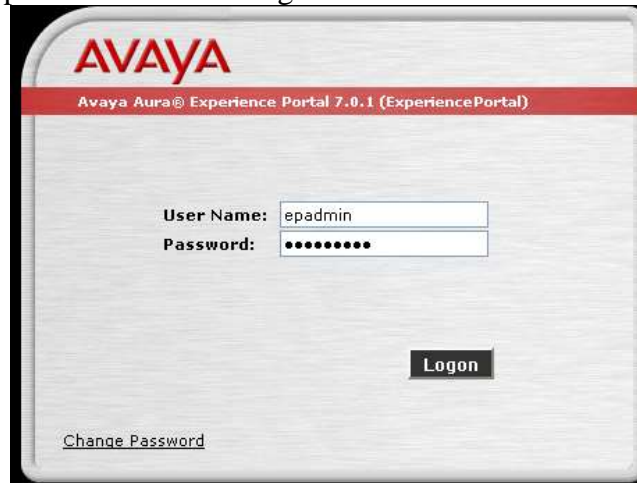 AVAYA
Avaya Aura® Experience Portal 7.0.1 (ExperiencePortal)
User Name: epadmin
Password: •••••••••
Logon
Change Password